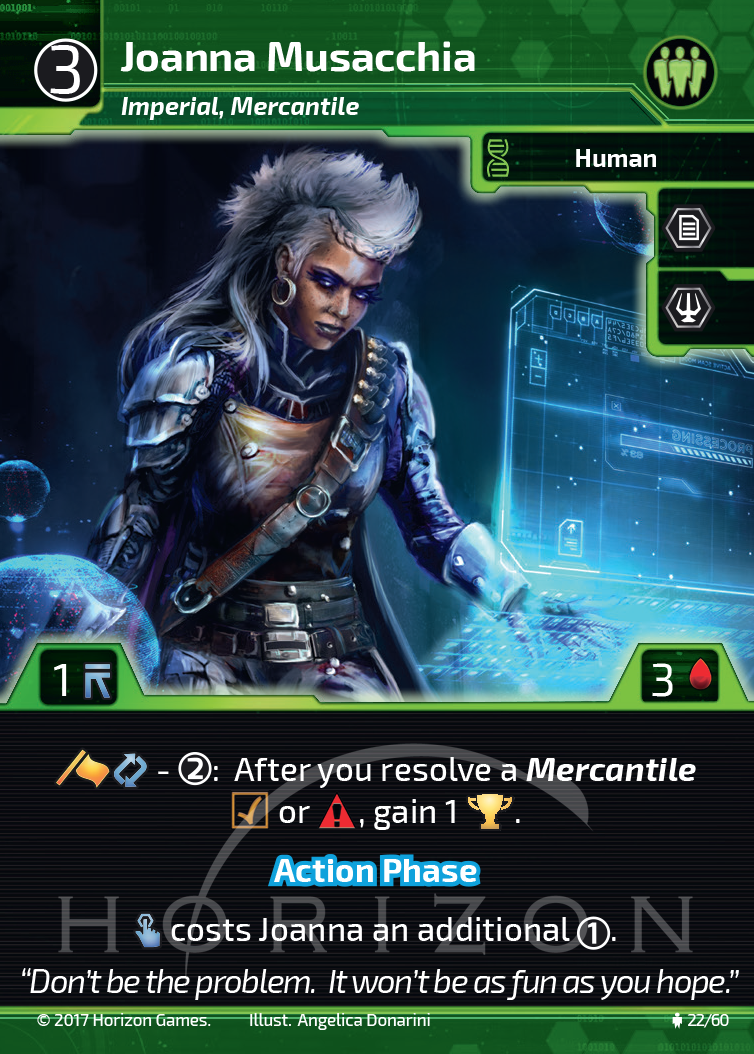 3
Joanna Musacchia
Imperial, Mercantile
Human
PROCESSING
1
3
- 2: After you resolve a Mercantile
or , gain 1 .
Action Phase
HORIZON
costs Joanna an additional 1.
“Don’t be the problem. It won’t be as fun as you hope.”
© 2017 Horizon Games. Illust. Angelica Donarini 22/60